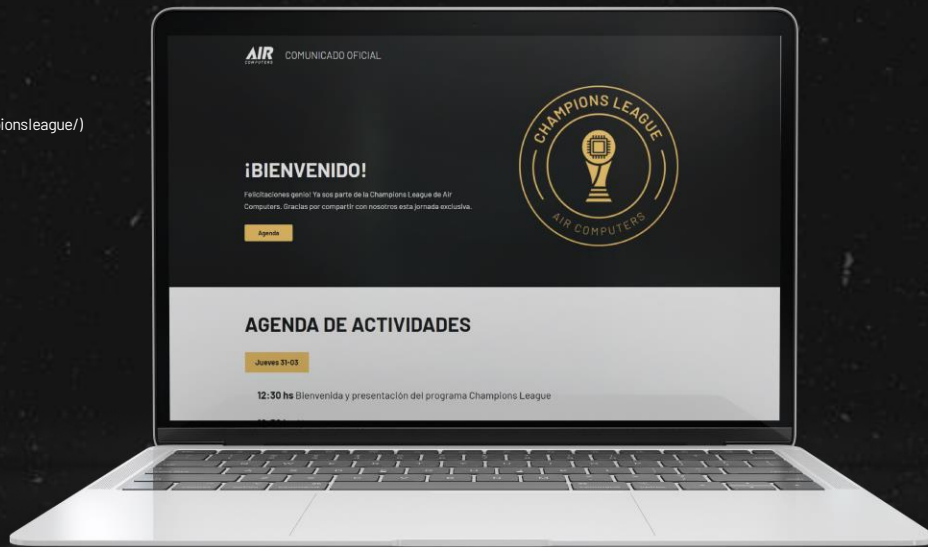 ionsleague/)
AIR
COMPUTERS
COMUNICADO OFICIAL
¡BIENVENIDO!
Felicitaciones genio! Ya sos parte de la Champions League de Air
Computers. Gracias por compartir con nosotros esta jornada exclusiva.
Agenda
CHAMPIONS LEAGUE
AIR COMPUTERS
AGENDA DE ACTIVIDADES
Jueves 31-03
12:30 hs Bienvenida y presentación del programa Champions League